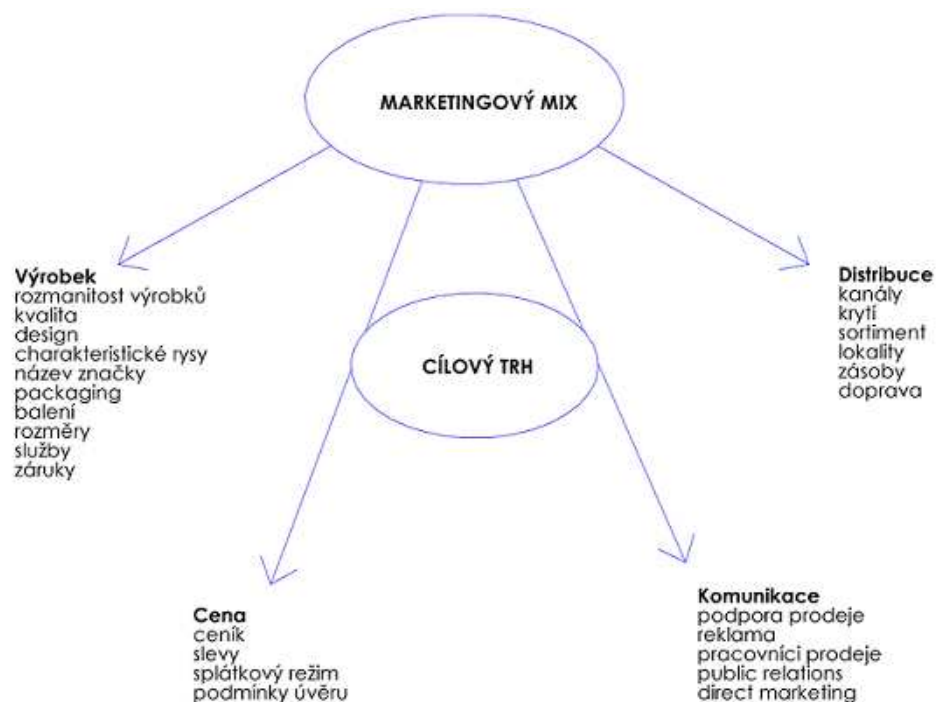 MARKETINGOVÝ MIX
Výrobek
rozmanitost výrobků
kvalita
design
charakteristické rysy
název značky
packaging
balení
rozměry
služby
záruky
CÍLOVÝ TRH
Distribuce
kanály
krytí
sortiment
lokality
zásoby
doprava
Cena
ceník
slevy
splátkový režim
podmínky úvěru
Komunikace
podpora prodeje
reklama
pracovníci prodeje
public relations
direct marketing